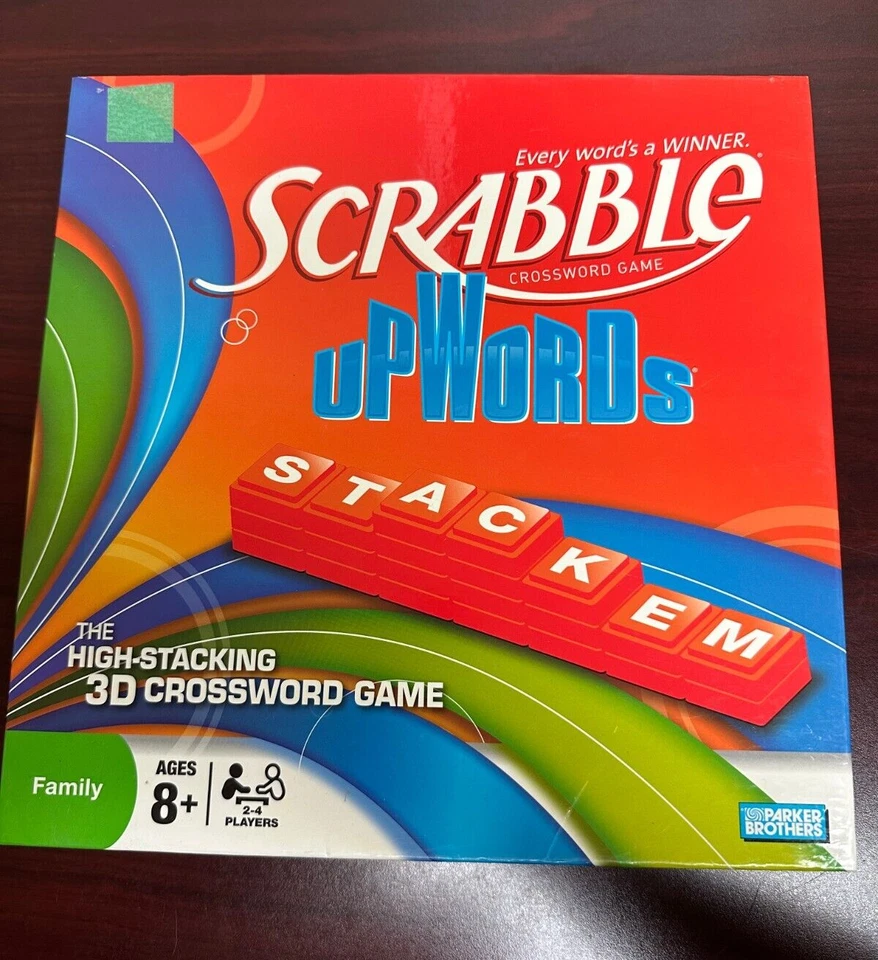 Every word's a WINNER.
SCRABBLE®
CROSSWORD GAME
UPWORDS®
STACKEM
THE
HIGH-STACKING
3D CROSSWORD GAME
Family
AGES
8+
2-4
PLAYERS
PARKER
BROTHERS